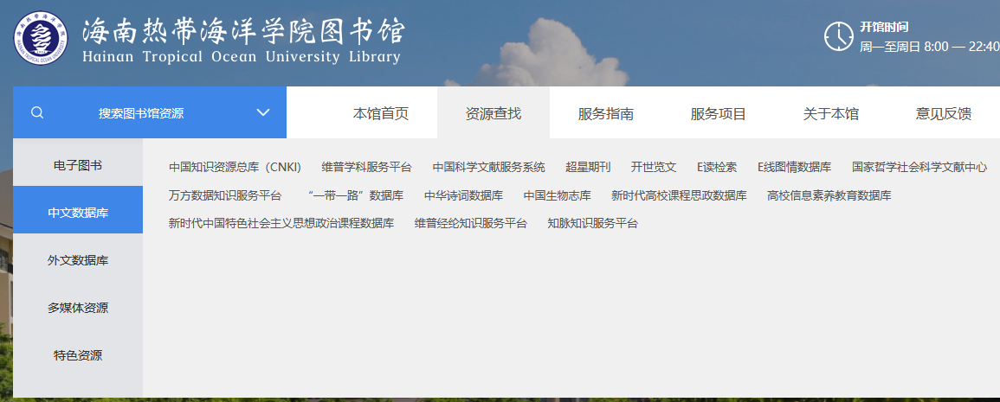 海南热带海洋学院图书馆
Hainan Tropical Ocean University Library
开馆时间
周一至周日 8:00 — 22:40
搜索图书馆资源
本馆首页 资源查找 服务指南 服务项目 关于本馆 意见反馈
电子图书
中文数据库
外文数据库
多媒体资源
特色资源
中国知识资源总库（CNKI） 维普学科服务平台 中国科学文献服务系统 超星期刊 开世览文 E读检索 E线图情数据库 国家哲学社会科学文献中心
万方数据知识服务平台 “一带一路”数据库 中华诗词数据库 中国生物志库 新时代高校课程思政数据库 高校信息素养教育数据库
新时代中国特色社会主义思想政治课程数据库 维普经纶知识服务平台 知脉知识服务平台